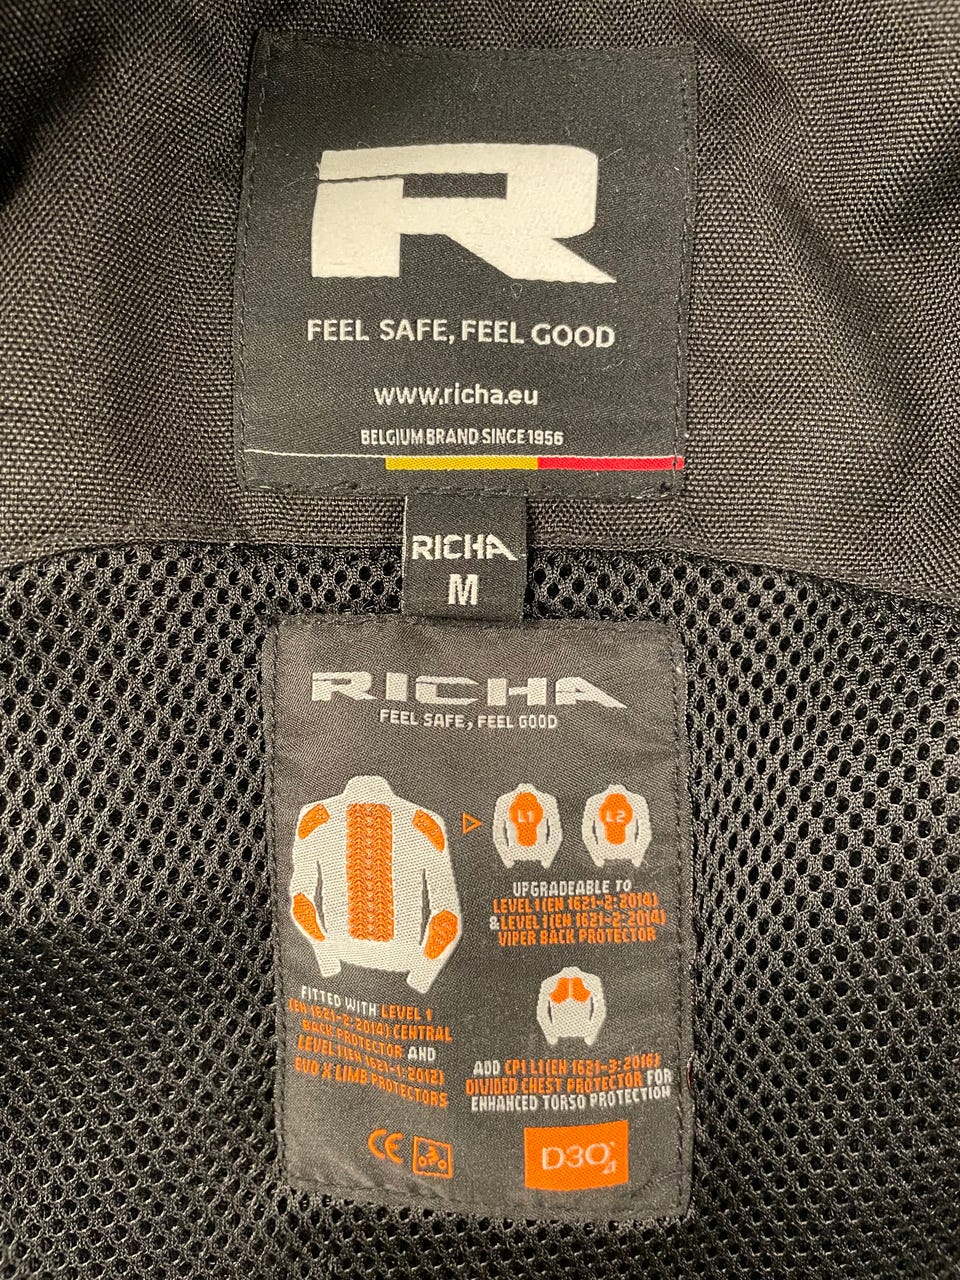 R
FEEL SAFE, FEEL GOOD
www.richa.eu
BELGIUM BRAND SINCE 1956
RICHA
M
RICHA
FEEL SAFE, FEEL GOOD
L1
L2
UPGRADEABLE TO
LEVEL 1 (EN 1621-2: 2014)
& LEVEL 1 (EN 1621-2: 2014)
VIPER BACK PROTECTOR
FITTED WITH LEVEL 1
(EN 1621-2: 2014) CENTRAL
BACK PROTECTOR AND
LEVEL 1 (EN 1621-1: 2012)
EVO X LIMB PROTECTORS
ADD CP1 L1 (EN 1621-3: 2016)
DIVIDED CHEST PROTECTOR FOR
ENHANCED TORSO PROTECTION
CE
D3O